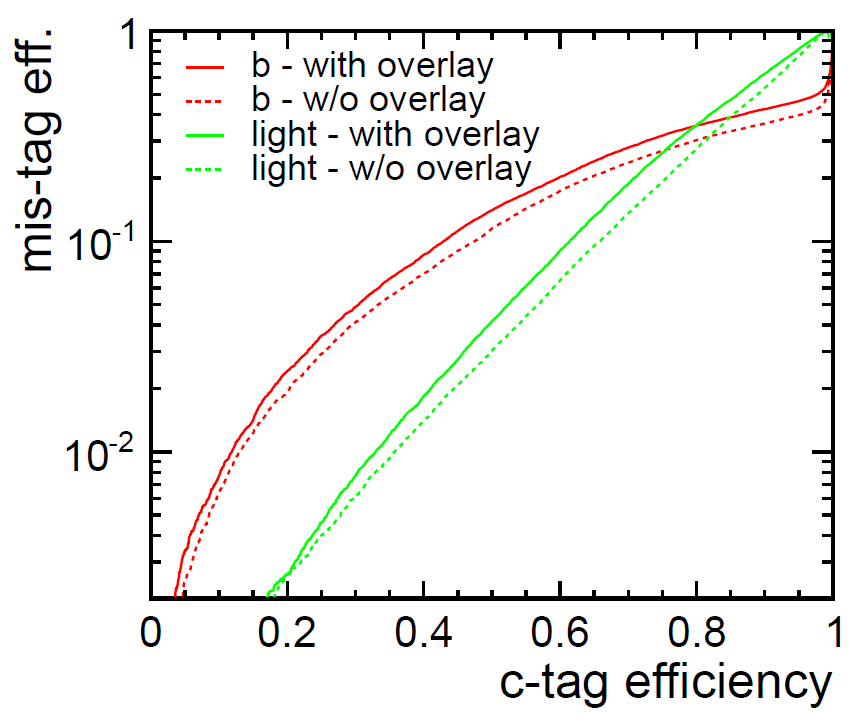 mis-tag eff.
1
10⁻¹
10⁻²
b - with overlay
b - w/o overlay
light - with overlay
light - w/o overlay
0 0.2 0.4 0.6 0.8 1
c-tag efficiency